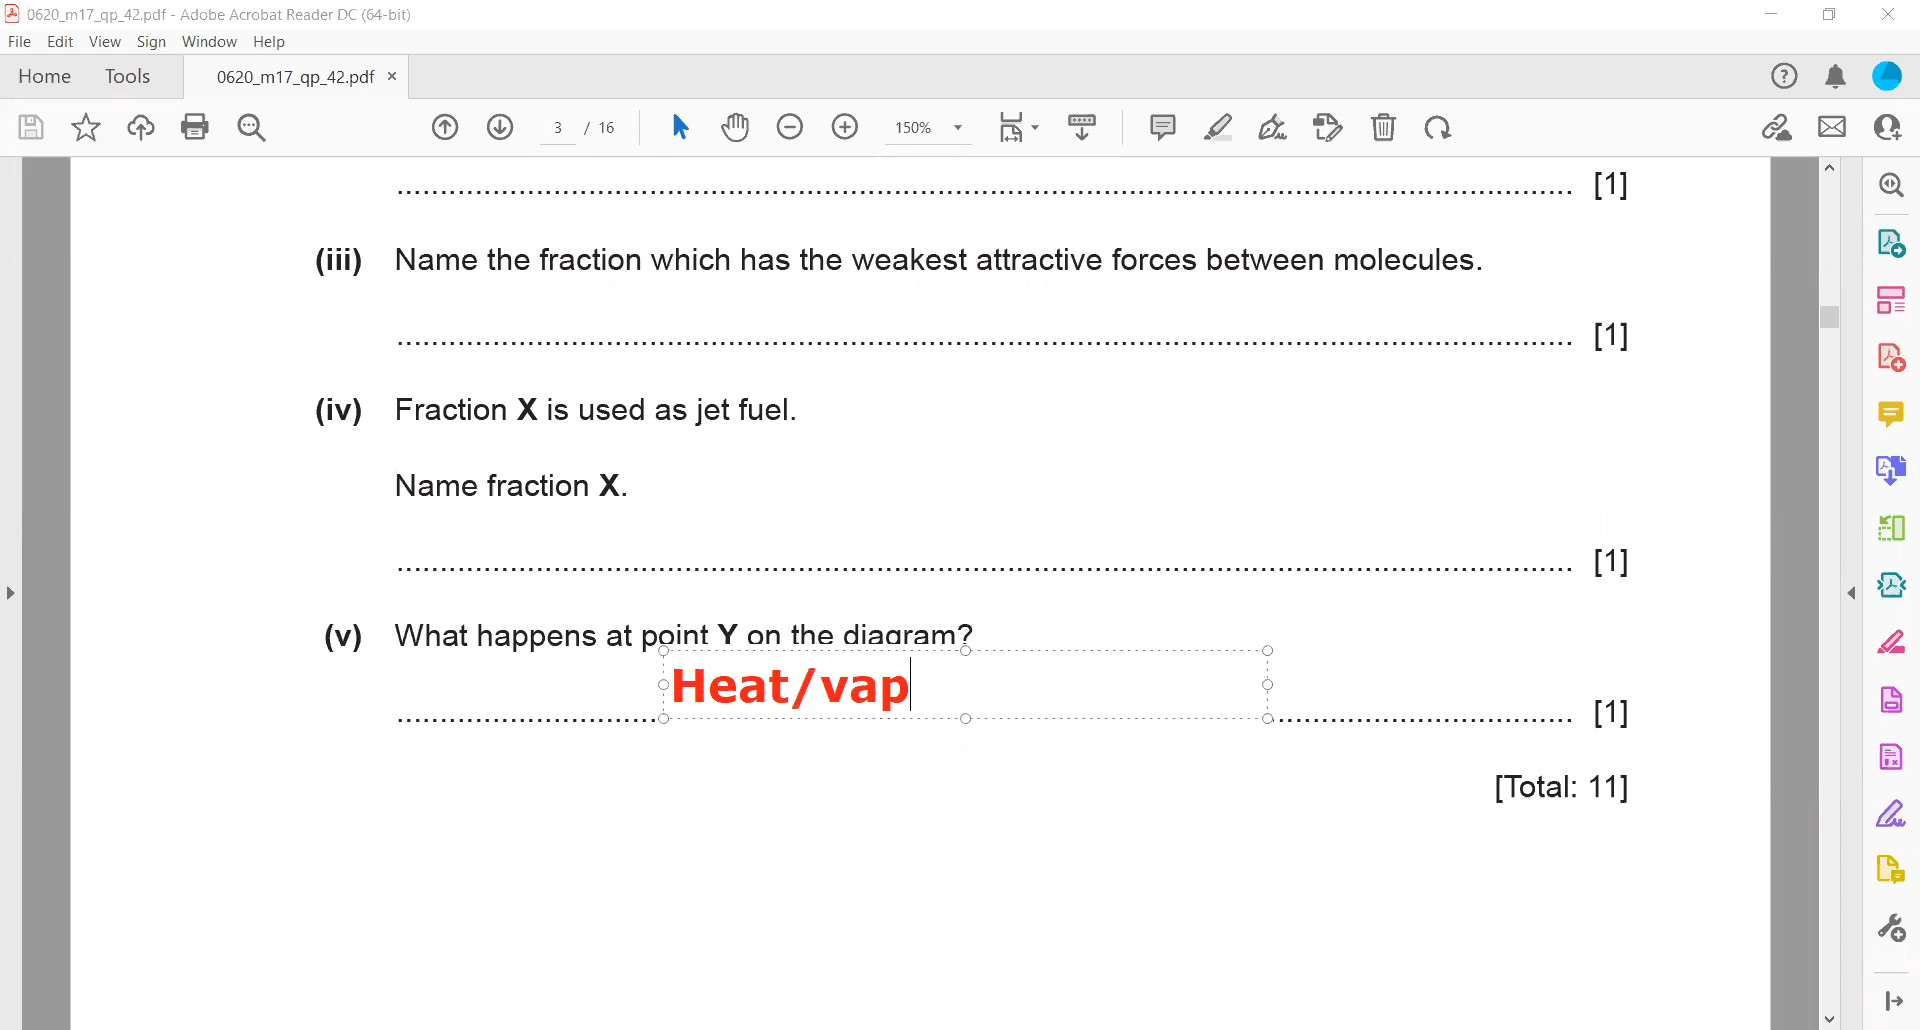 0620_m17_qp_42.pdf - Adobe Acrobat Reader DC (64-bit)
File Edit View Sign Window Help
Home Tools 0620_m17_qp_42.pdf ×
3 / 16 150%
.................................................................................................................................... [1]
(iii) Name the fraction which has the weakest attractive forces between molecules.
.................................................................................................................................... [1]
(iv) Fraction X is used as jet fuel.
Name fraction X.
.................................................................................................................................... [1]
(v) What happens at point Y on the diagram?
Heat/vap
.................................................................................................................................... [1]
[Total: 11]